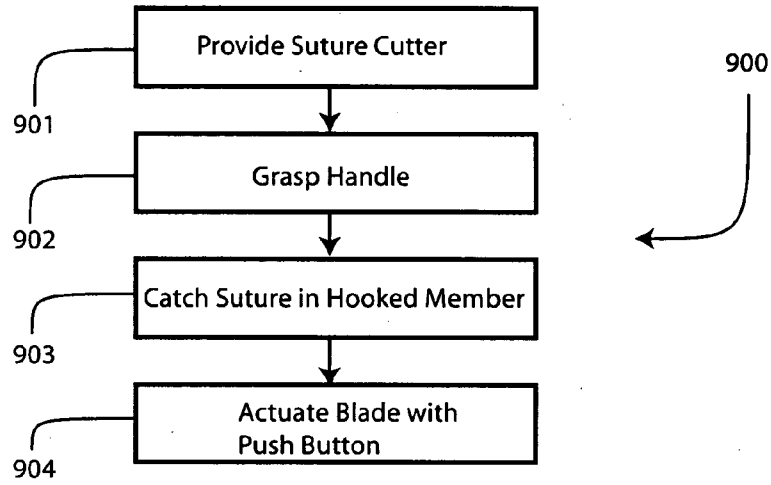 Provide Suture Cutter
900
901
Grasp Handle
902
Catch Suture in Hooked Member
903
Actuate Blade with
Push Button
904